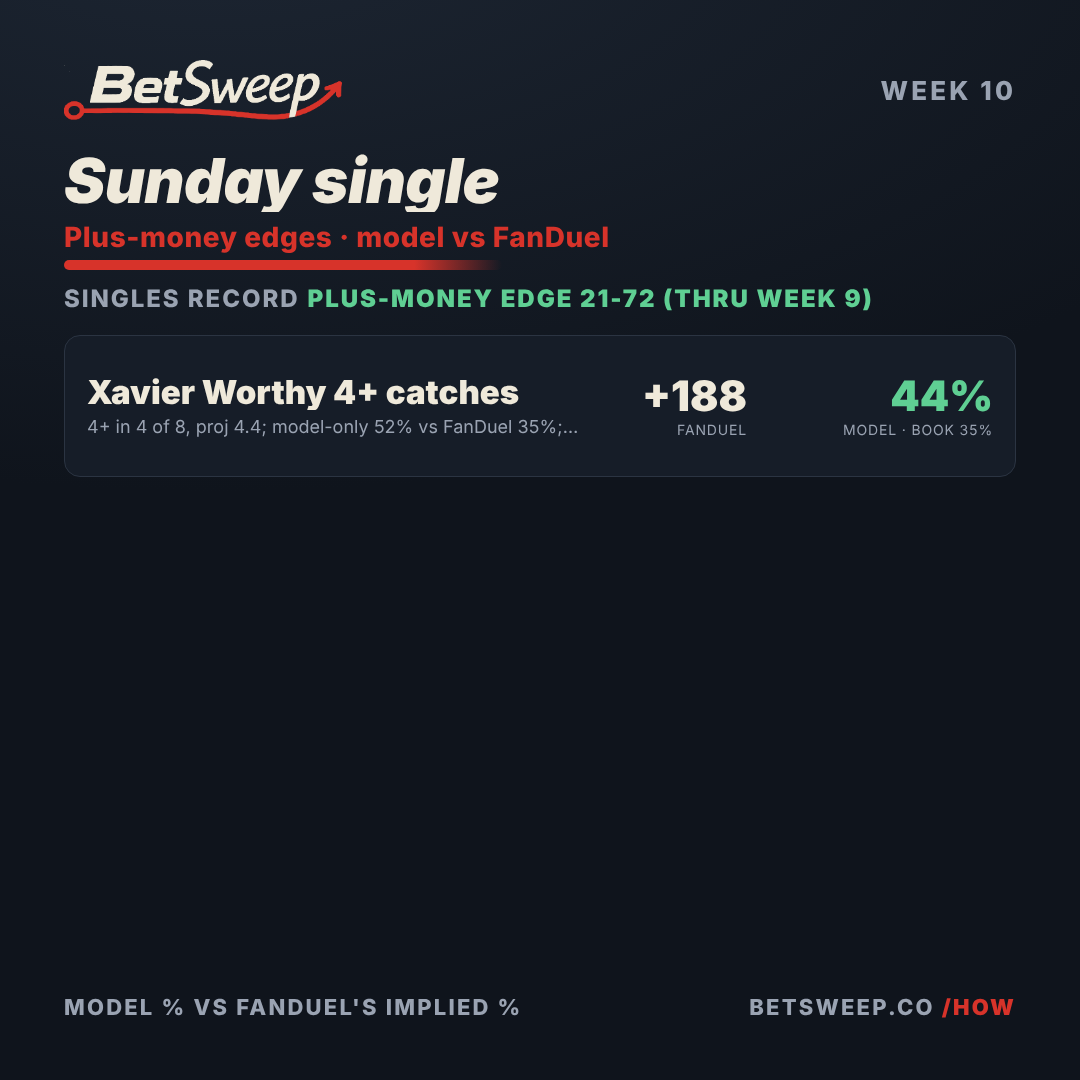 BetSweep
WEEK 10
Sunday single
Plus-money edges · model vs FanDuel
SINGLES RECORD PLUS-MONEY EDGE 21-72 (THRU WEEK 9)
Xavier Worthy 4+ catches
+188
44%
4+ in 4 of 8, proj 4.4; model-only 52% vs FanDuel 35%;...
FANDUEL
MODEL · BOOK 35%
MODEL % VS FANDUEL'S IMPLIED %
BETSWEEP.CO /HOW